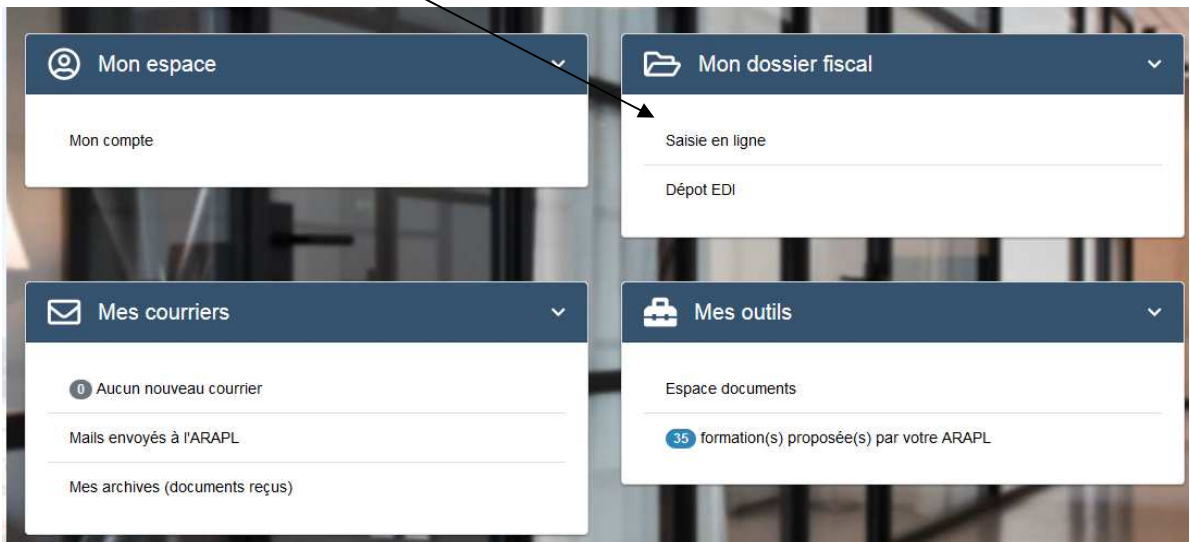 Mon espace
Mon compte
Mon dossier fiscal
Saisie en ligne
Dépot EDI
Mes courriers
0 Aucun nouveau courrier
Mails envoyés à l'ARAPL
Mes archives (documents reçus)
Mes outils
Espace documents
35 formation(s) proposée(s) par votre ARAPL